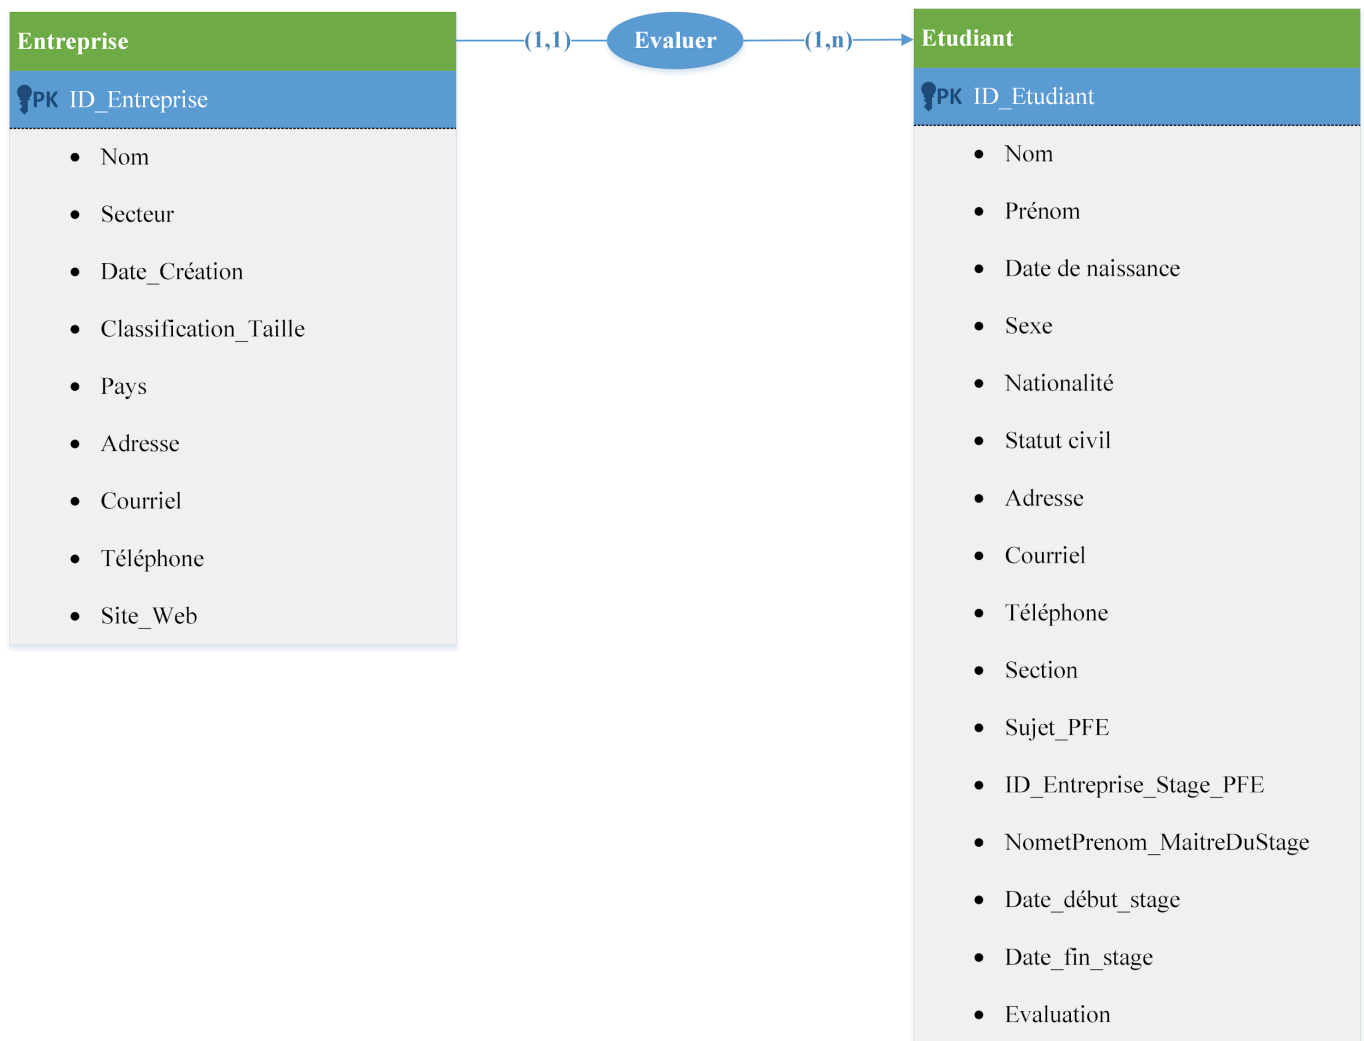 Entreprise
PK ID_Entreprise
• Nom
• Secteur
• Date_Création
• Classification_Taille
• Pays
• Adresse
• Courriel
• Téléphone
• Site_Web
(1,1)
Evaluer
(1,n)
Etudiant
PK ID_Etudiant
• Nom
• Prénom
• Date de naissance
• Sexe
• Nationalité
• Statut civil
• Adresse
• Courriel
• Téléphone
• Section
• Sujet_PFE
• ID_Entreprise_Stage_PFE
• NometPrenom_MaitreDuStage
• Date_début_stage
• Date_fin_stage
• Evaluation